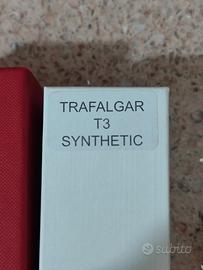 TRAFALGAR
T3
SYNTHETIC
subito